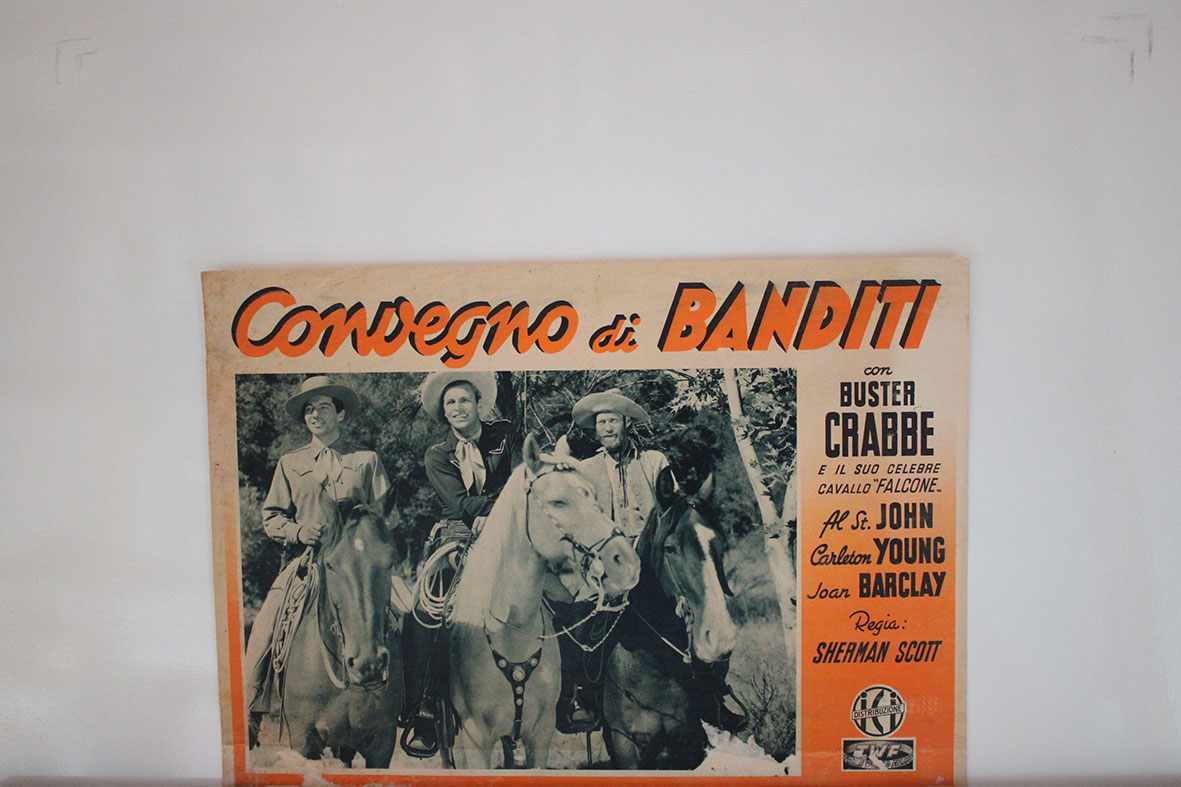 Convegno di BANDITI
con
BUSTER
CRABBE
E IL SUO CELEBRE
CAVALLO "FALCONE"
Al St. JOHN
Carleton YOUNG
Joan BARCLAY
Regia:
SHERMAN SCOTT
ICI
DISTRIBUZIONE